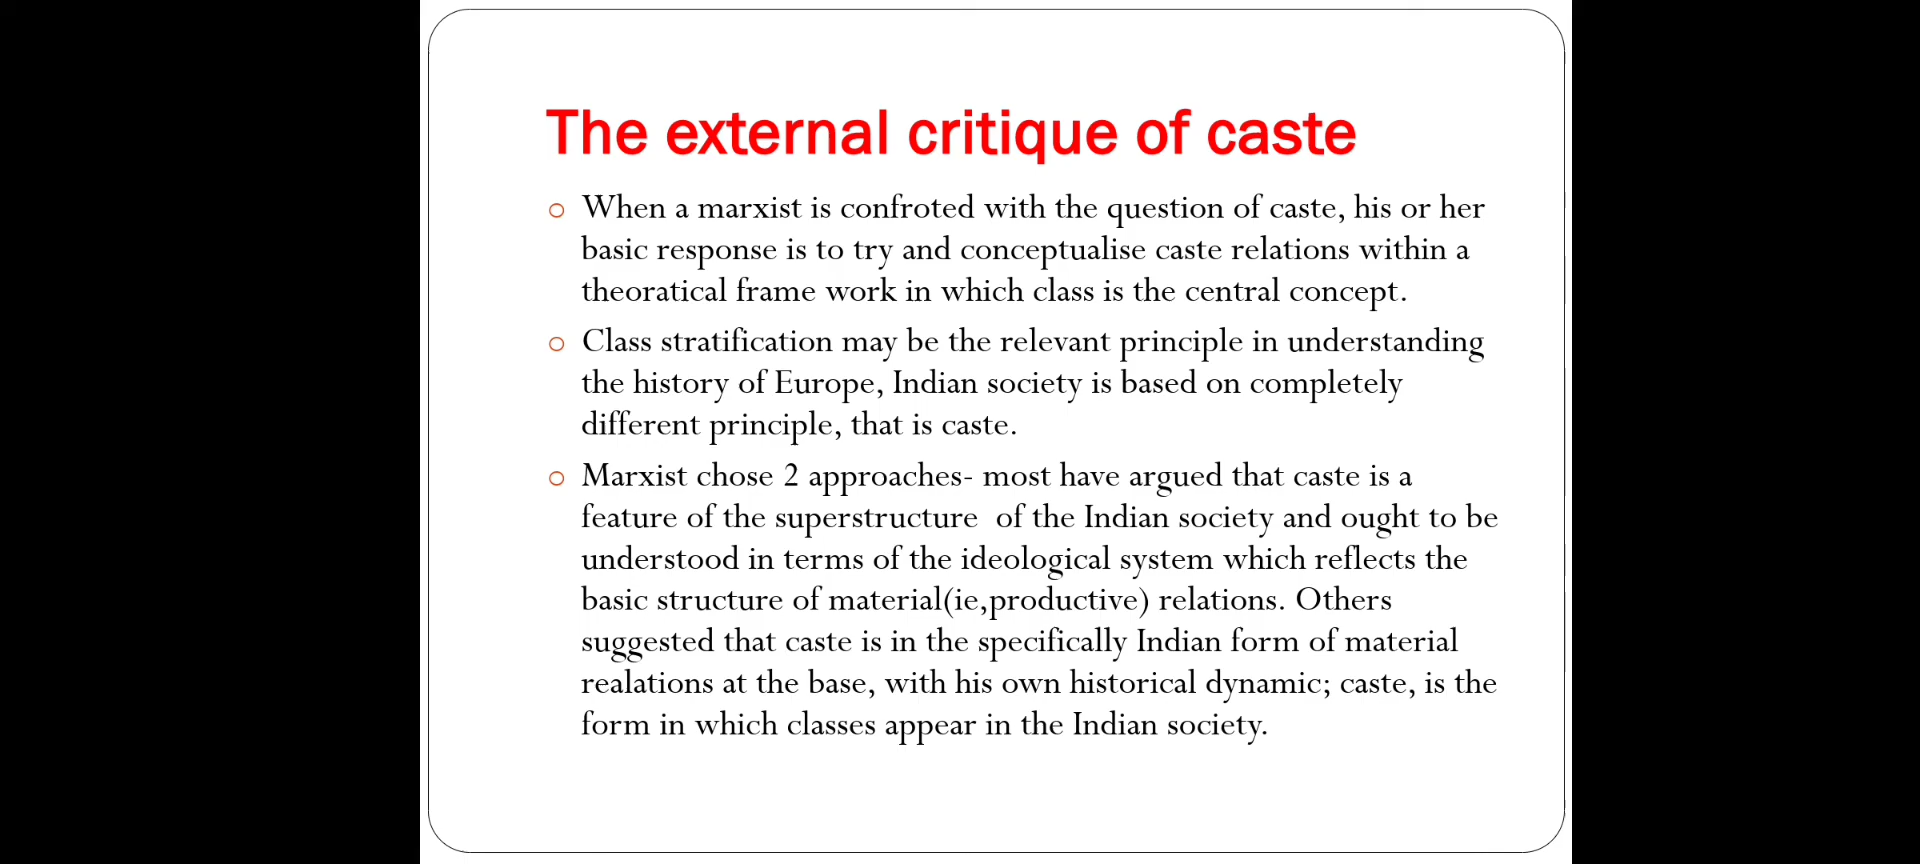 The external critique of caste
When a marxist is confroted with the question of caste, his or her
basic response is to try and conceptualise caste relations within a
theoratical frame work in which class is the central concept.
Class stratification may be the relevant principle in understanding
the history of Europe, Indian society is based on completely
different principle, that is caste.
Marxist chose 2 approaches- most have argued that caste is a
feature of the superstructure  of the Indian society and ought to be
understood in terms of the ideological system which reflects the
basic structure of material(ie,productive) relations. Others
suggested that caste is in the specifically Indian form of material
realations at the base, with his own historical dynamic; caste, is the
form in which classes appear in the Indian society.